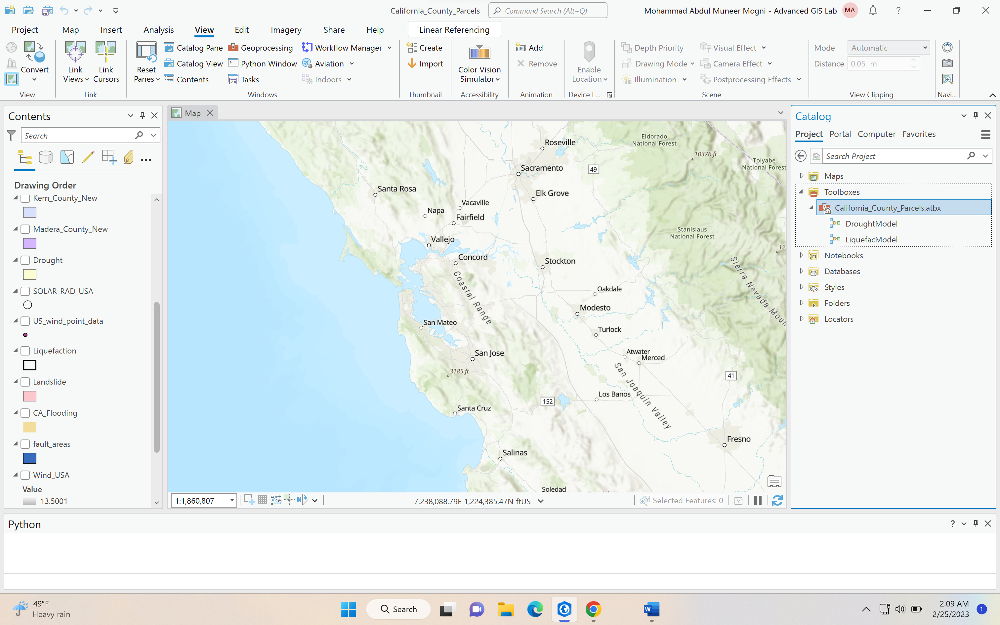 California_County_Parcels
Command Search (Alt+Q)
Mohammad Abdul Muneer Mogni - Advanced GIS Lab
MA
?
Project Map Insert Analysis View Edit Imagery Share Help Linear Referencing
Convert
View
Link Views
Link Cursors
Link
Reset Panes
Catalog Pane
Catalog View
Contents
Geoprocessing
Python Window
Tasks
Workflow Manager
Aviation
Indoors
Windows
Create
Import
Thumbnail
Color Vision Simulator
Accessibility
Add
Remove
Animation
Enable Location
Device L...
Depth Priority
Drawing Mode
Illumination
Visual Effect
Camera Effect
Postprocessing Effects
Scene
Mode Automatic
Distance 0.05 m
View Clipping
Navi...
Contents
Search
Drawing Order
Kern_County_New
Madera_County_New
Drought
SOLAR_RAD_USA
US_wind_point_data
Liquefaction
Landslide
CA_Flooding
fault_areas
Wind_USA
Value
13.5001
Map
Eldorado
National Forest
Roseville
10376 ft
Toiyabe
National Forest
Sacramento
49
Santa Rosa
Elk Grove
Vacaville
Napa
Fairfield
Stanislaus
National Forest
Vallejo
Concord
Stockton
Coastal Range
Sierra Nevada Moun
Oakdale
Modesto
San Mateo
Turlock
San Jose
Atwater
Merced
3185 ft
San Joaquin Valley
41
Los Banos
152
Santa Cruz
Fresno
Salinas
Soledad
1:1,860,807
7,238,088.79E 1,224,385.47N ftUS
Selected Features: 0
Catalog
Project Portal Computer Favorites
Search Project
Maps
Toolboxes
California_County_Parcels.atbx
DroughtModel
LiquefacModel
Notebooks
Databases
Styles
Folders
Locators
Python
?
49°F
Heavy rain
Search
2:09 AM
2/25/2023
1